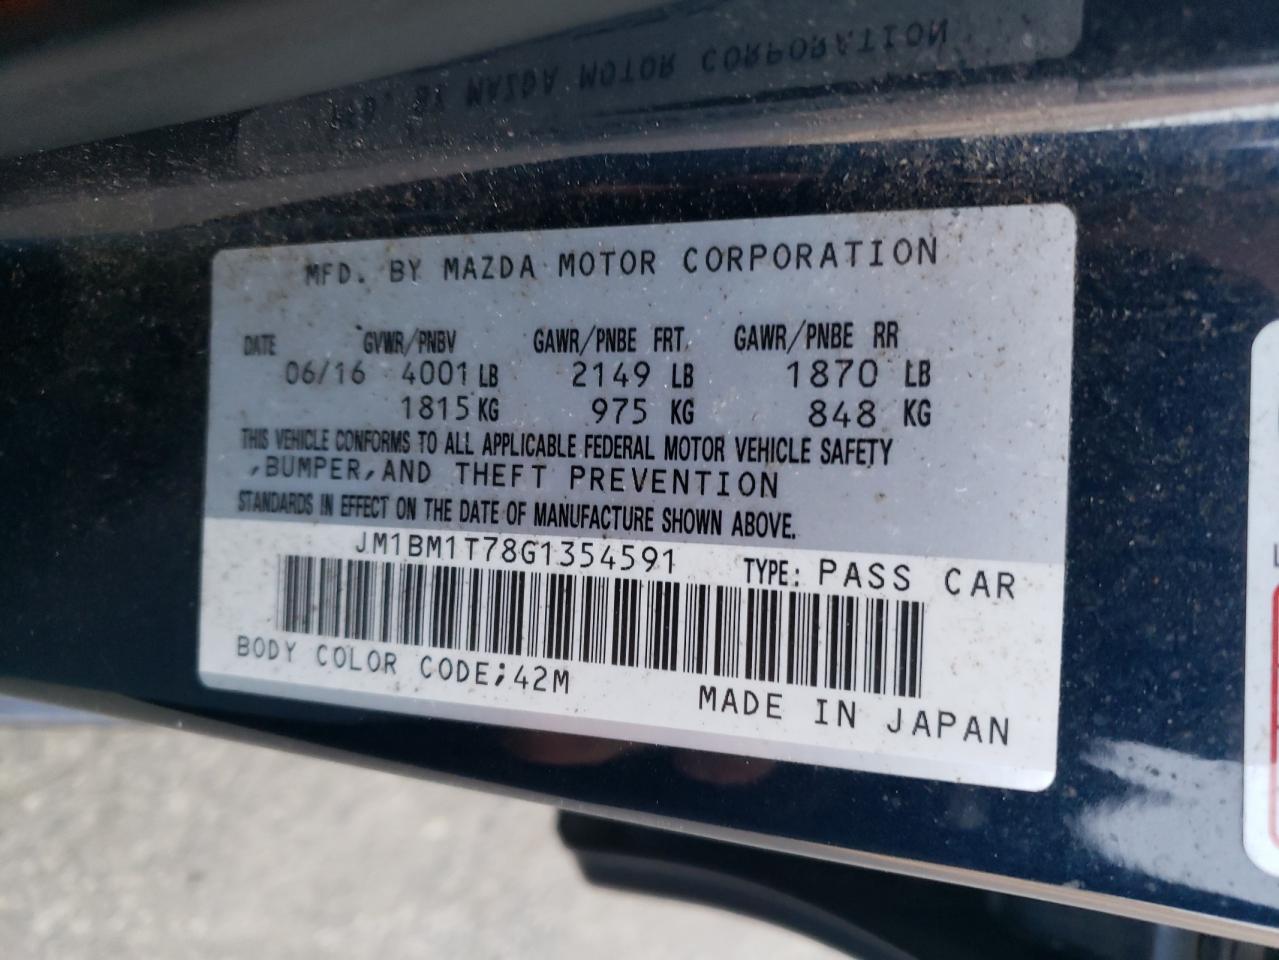 MFD. BY MAZDA MOTOR CORPORATION
DATE GVWR/PNBV GAWR/PNBE FRT. GAWR/PNBE RR
06/16 4001 LB 2149 LB 1870 LB
1815 KG 975 KG 848 KG
THIS VEHICLE CONFORMS TO ALL APPLICABLE FEDERAL MOTOR VEHICLE SAFETY
,BUMPER,AND THEFT PREVENTION
STANDARDS IN EFFECT ON THE DATE OF MANUFACTURE SHOWN ABOVE.
JM1BM1T78G1354591 TYPE: PASS CAR
BODY COLOR CODE;42M
MADE IN JAPAN